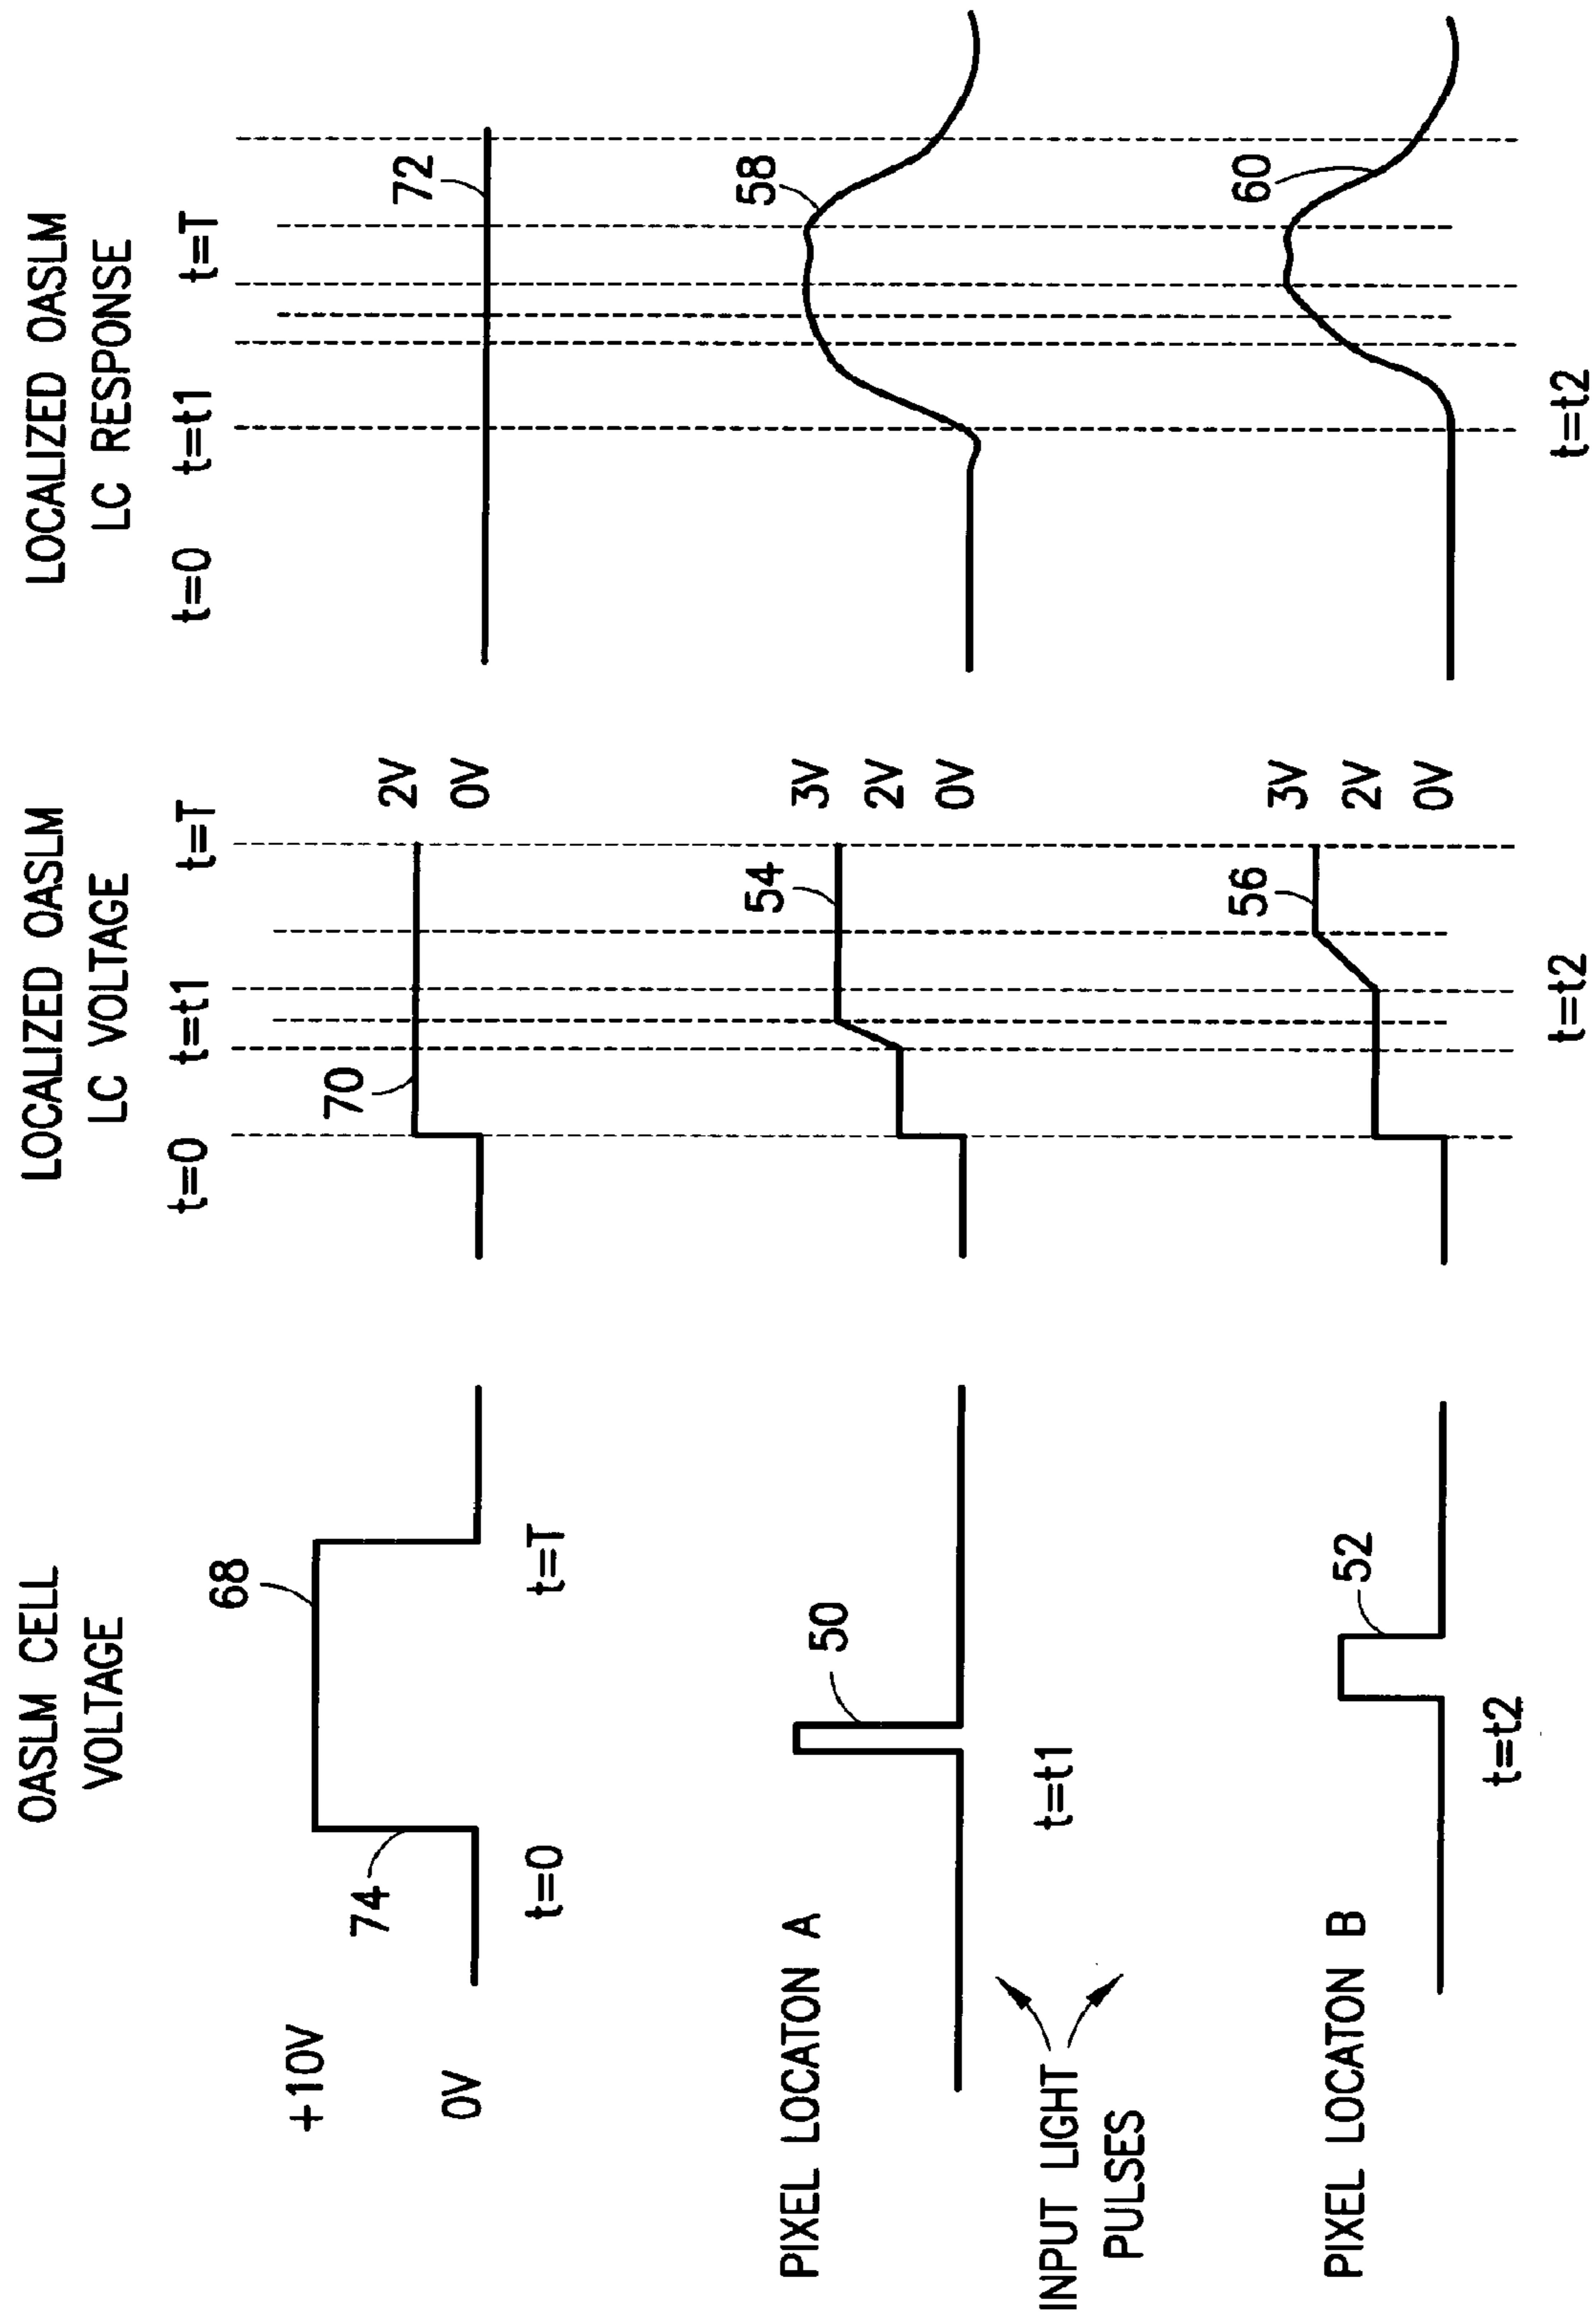 OASLM CELL
VOLTAGE
+10V
0V
74
68
t=0
t=T
PIXEL LOCATON A
50
t=t1
INPUT LIGHT
PULSES
PIXEL LOCATON B
52
t=t2
LOCALIZED OASLM
LC VOLTAGE
t=0
t=t1
t=T
70
2V
0V
54
3V
2V
0V
56
3V
2V
0V
t=t2
LOCALIZED OASLM
LC RESPONSE
t=0
t=t1
t=T
72
58
60
t=t2